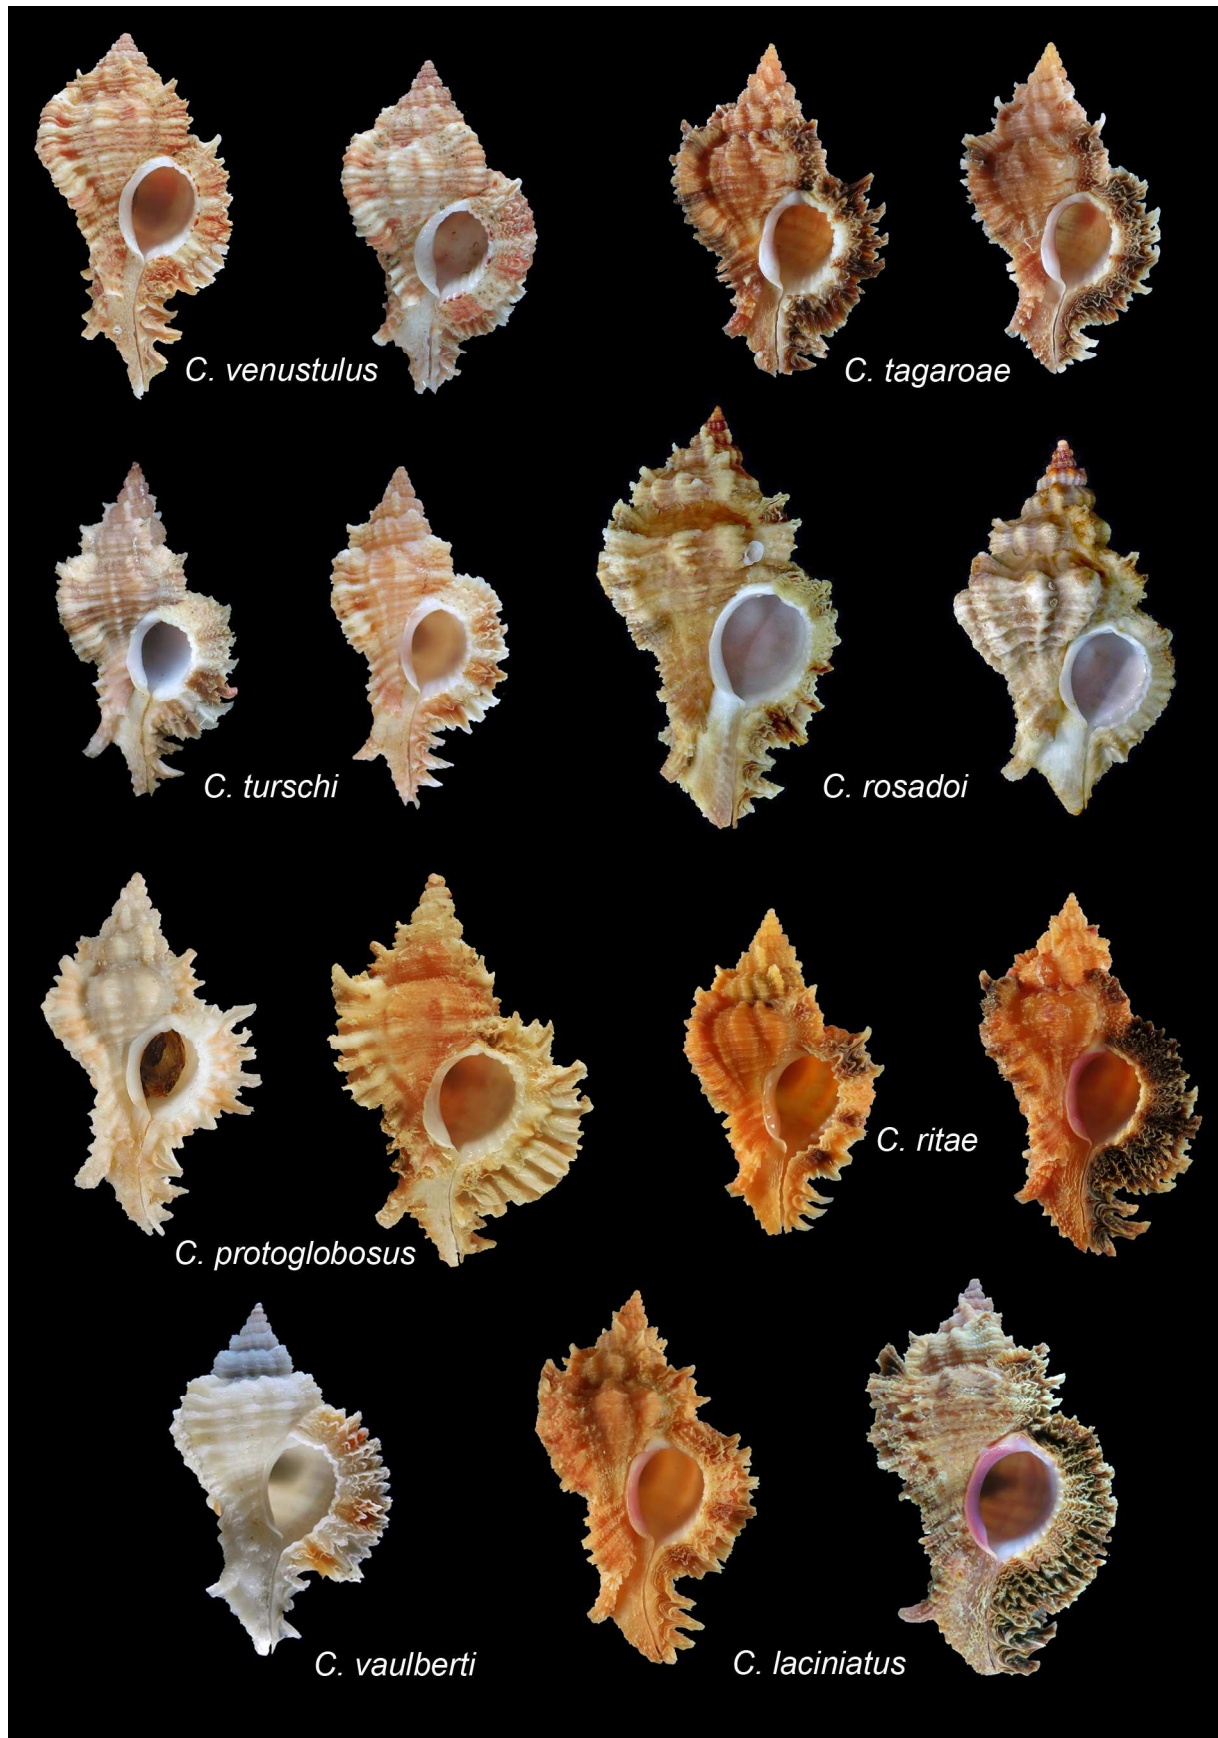 C. venustulus
C. tagaroae
C. turschi
C. rosadoi
C. ritae
C. protoglobosus
C. vaulberti
C. laciniatus